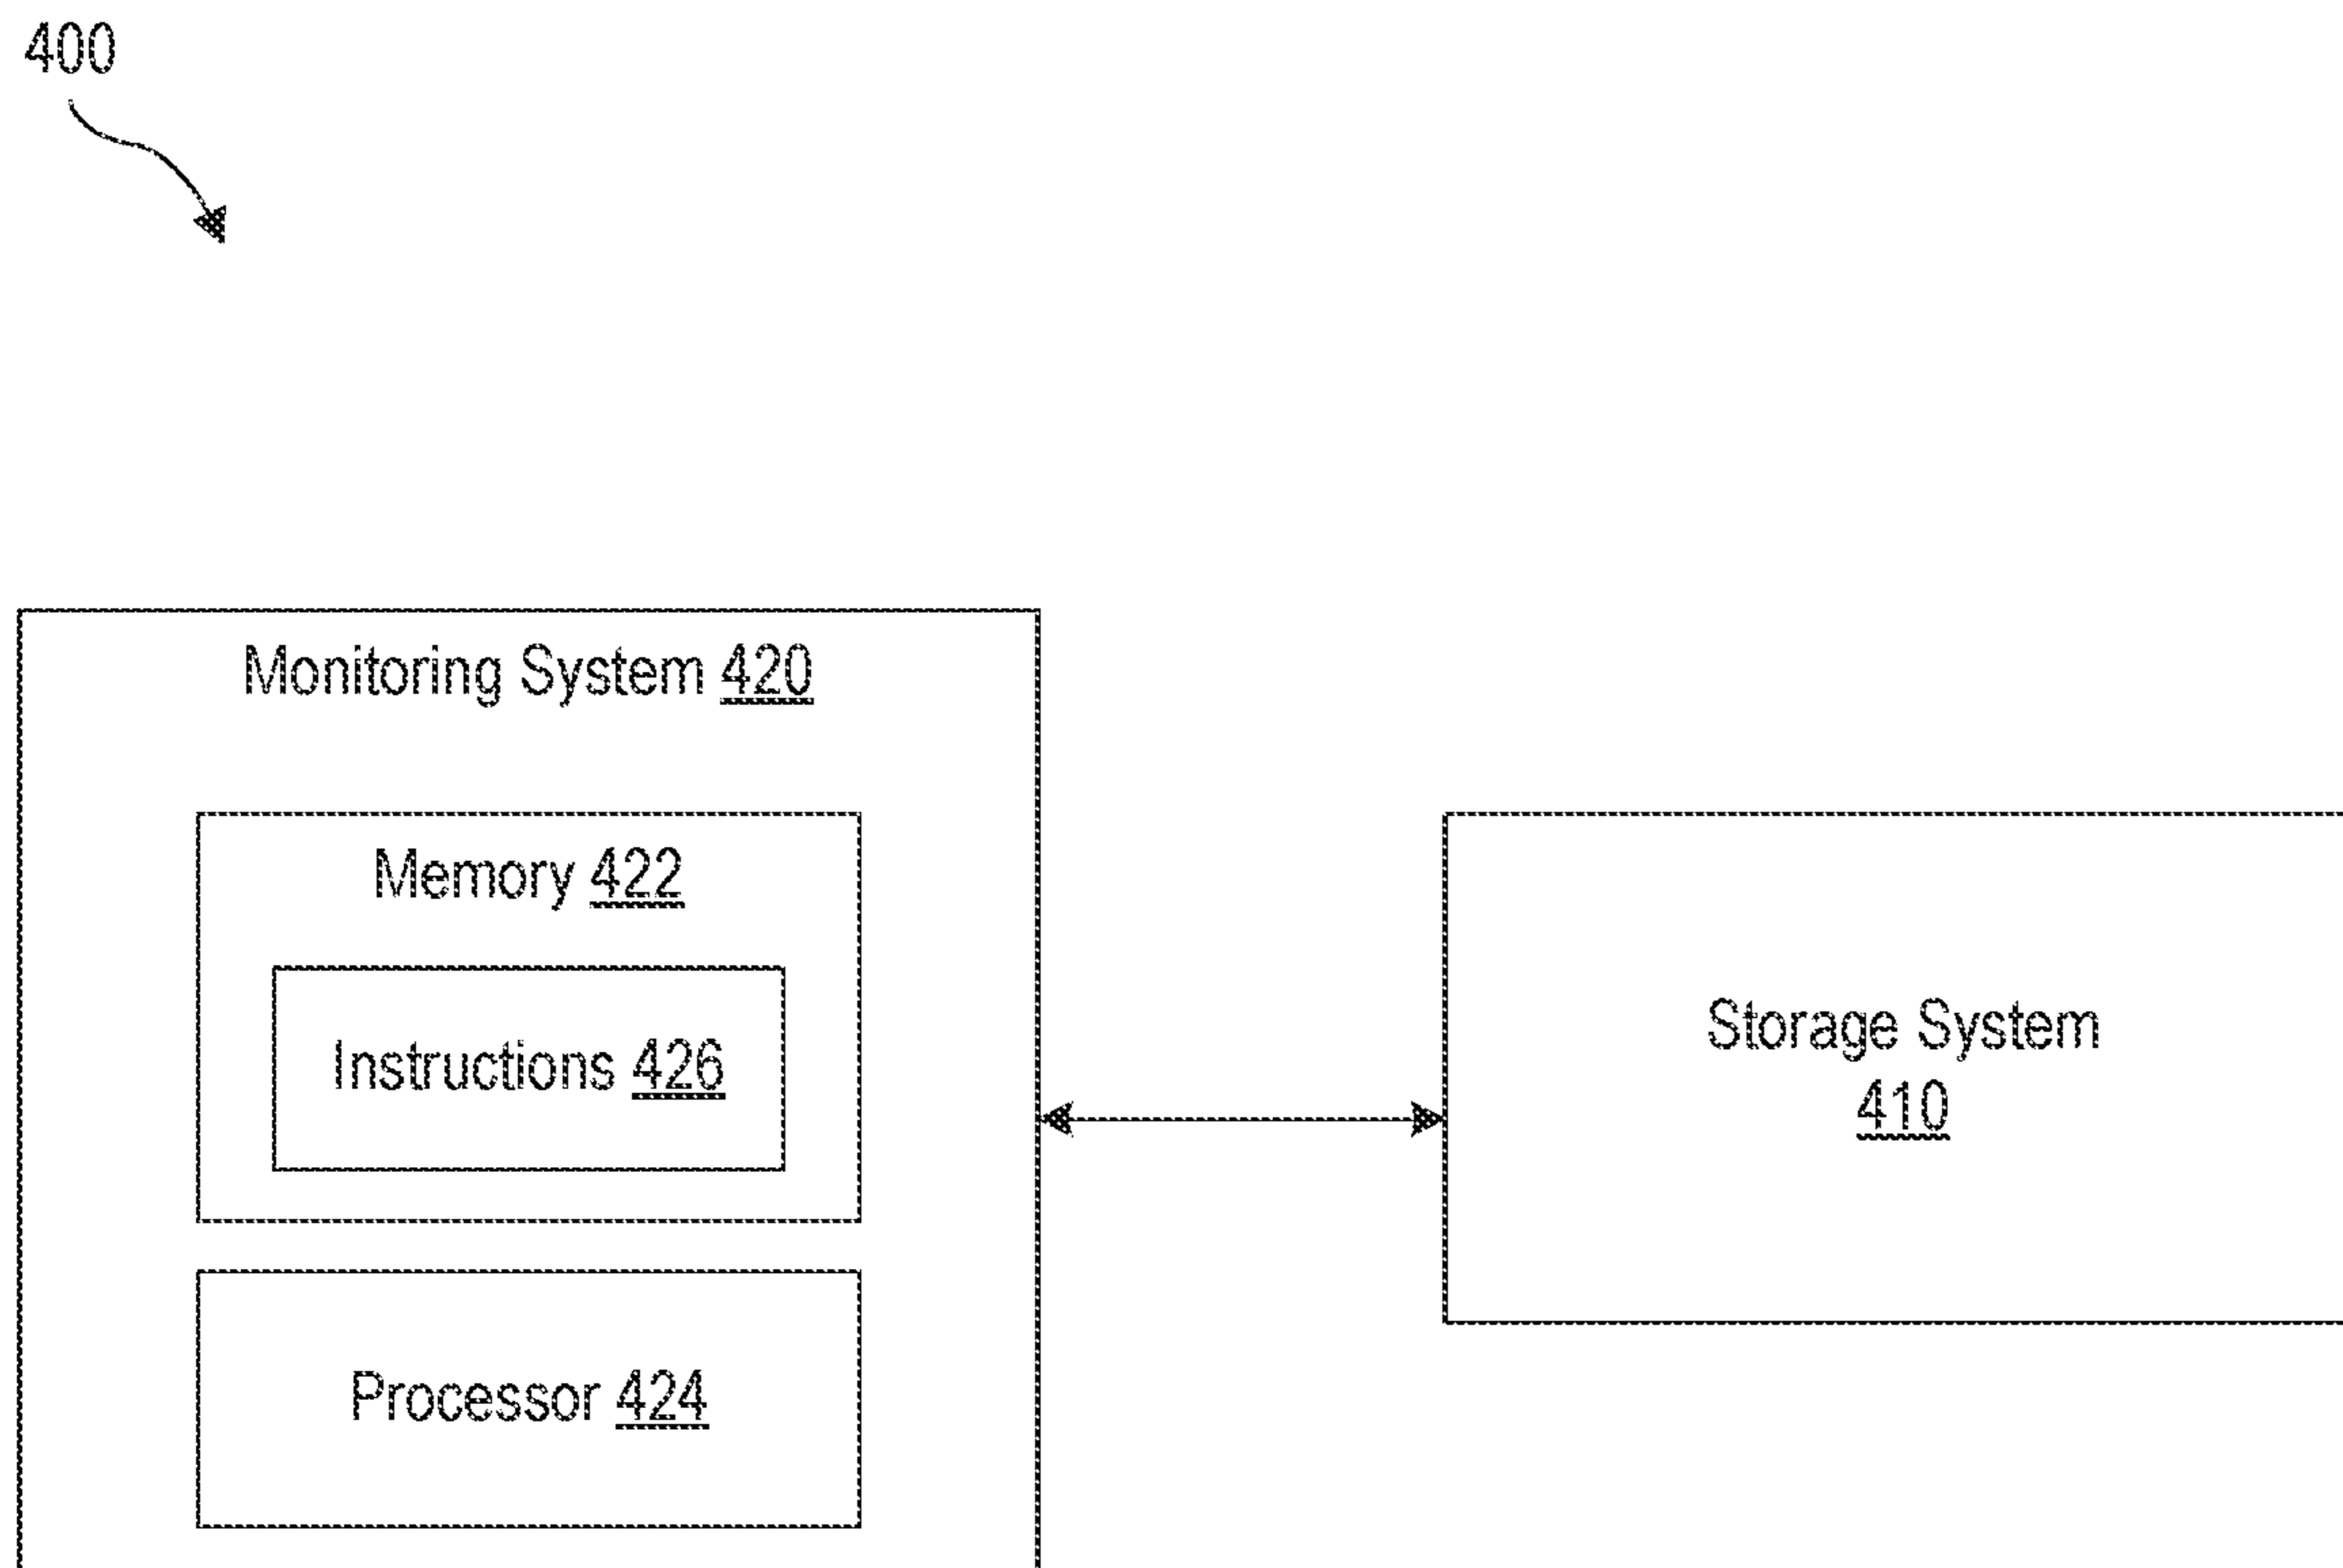 400
Monitoring System 420
Memory 422
Instructions 426
Processor 424
Storage System
410